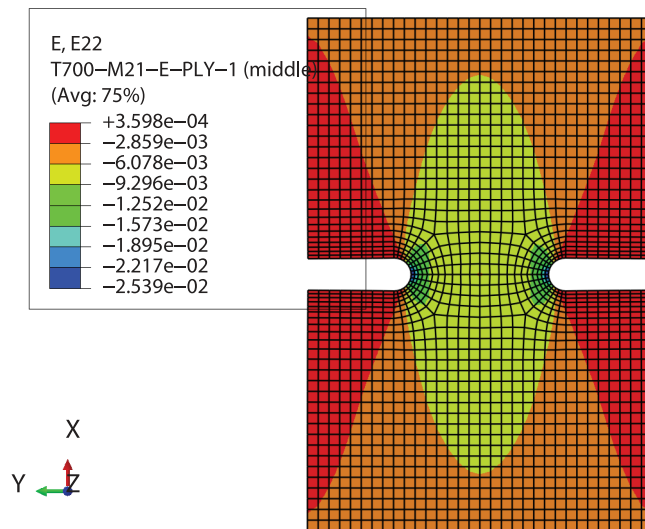 E, E22
T700−M21−E−PLY−1 (middle)
(Avg: 75%)
+3.598e−04
−2.859e−03
−6.078e−03
−9.296e−03
−1.252e−02
−1.573e−02
−1.895e−02
−2.217e−02
−2.539e−02
X
Y Z